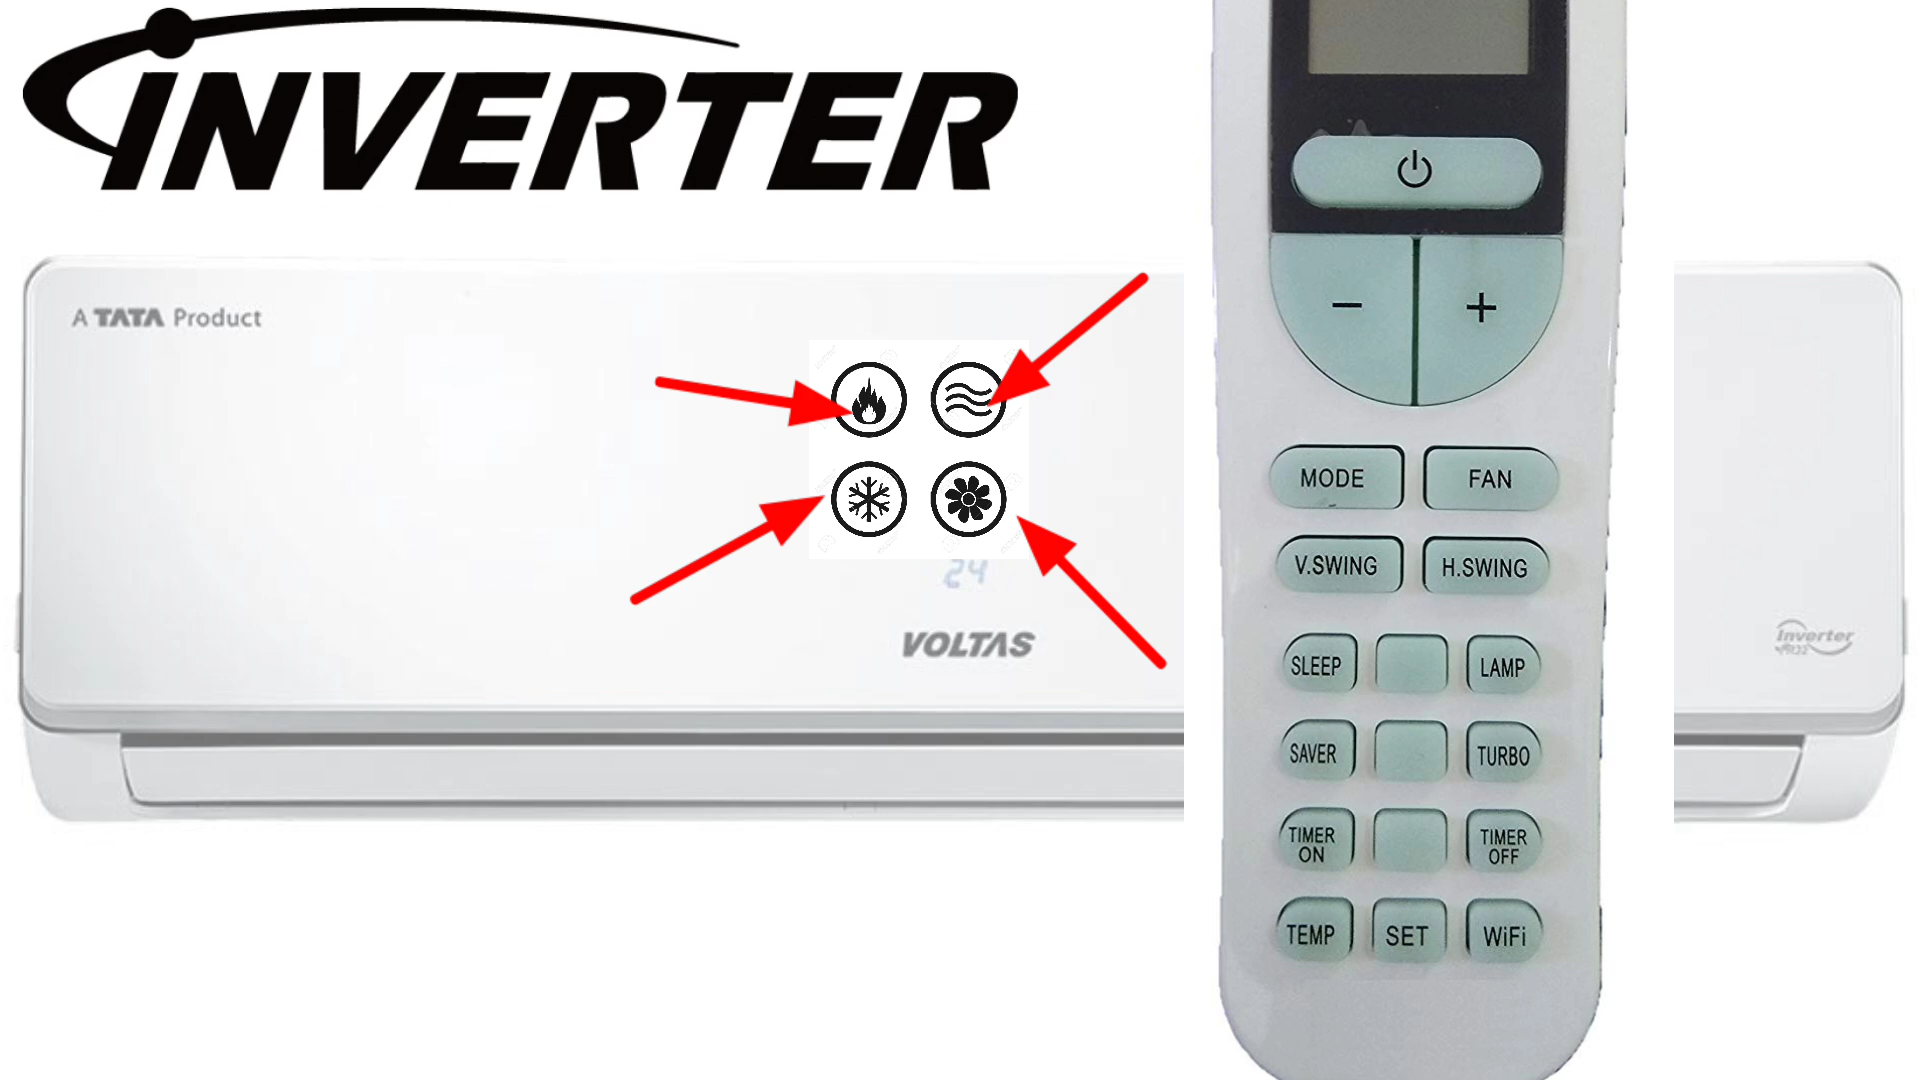 INVERTER
A TATA Product
24
VOLTAS
Inverter
R32
MODE
FAN
V.SWING
H.SWING
SLEEP
LAMP
SAVER
TURBO
TIMER
ON
TIMER
OFF
TEMP
SET
WiFi